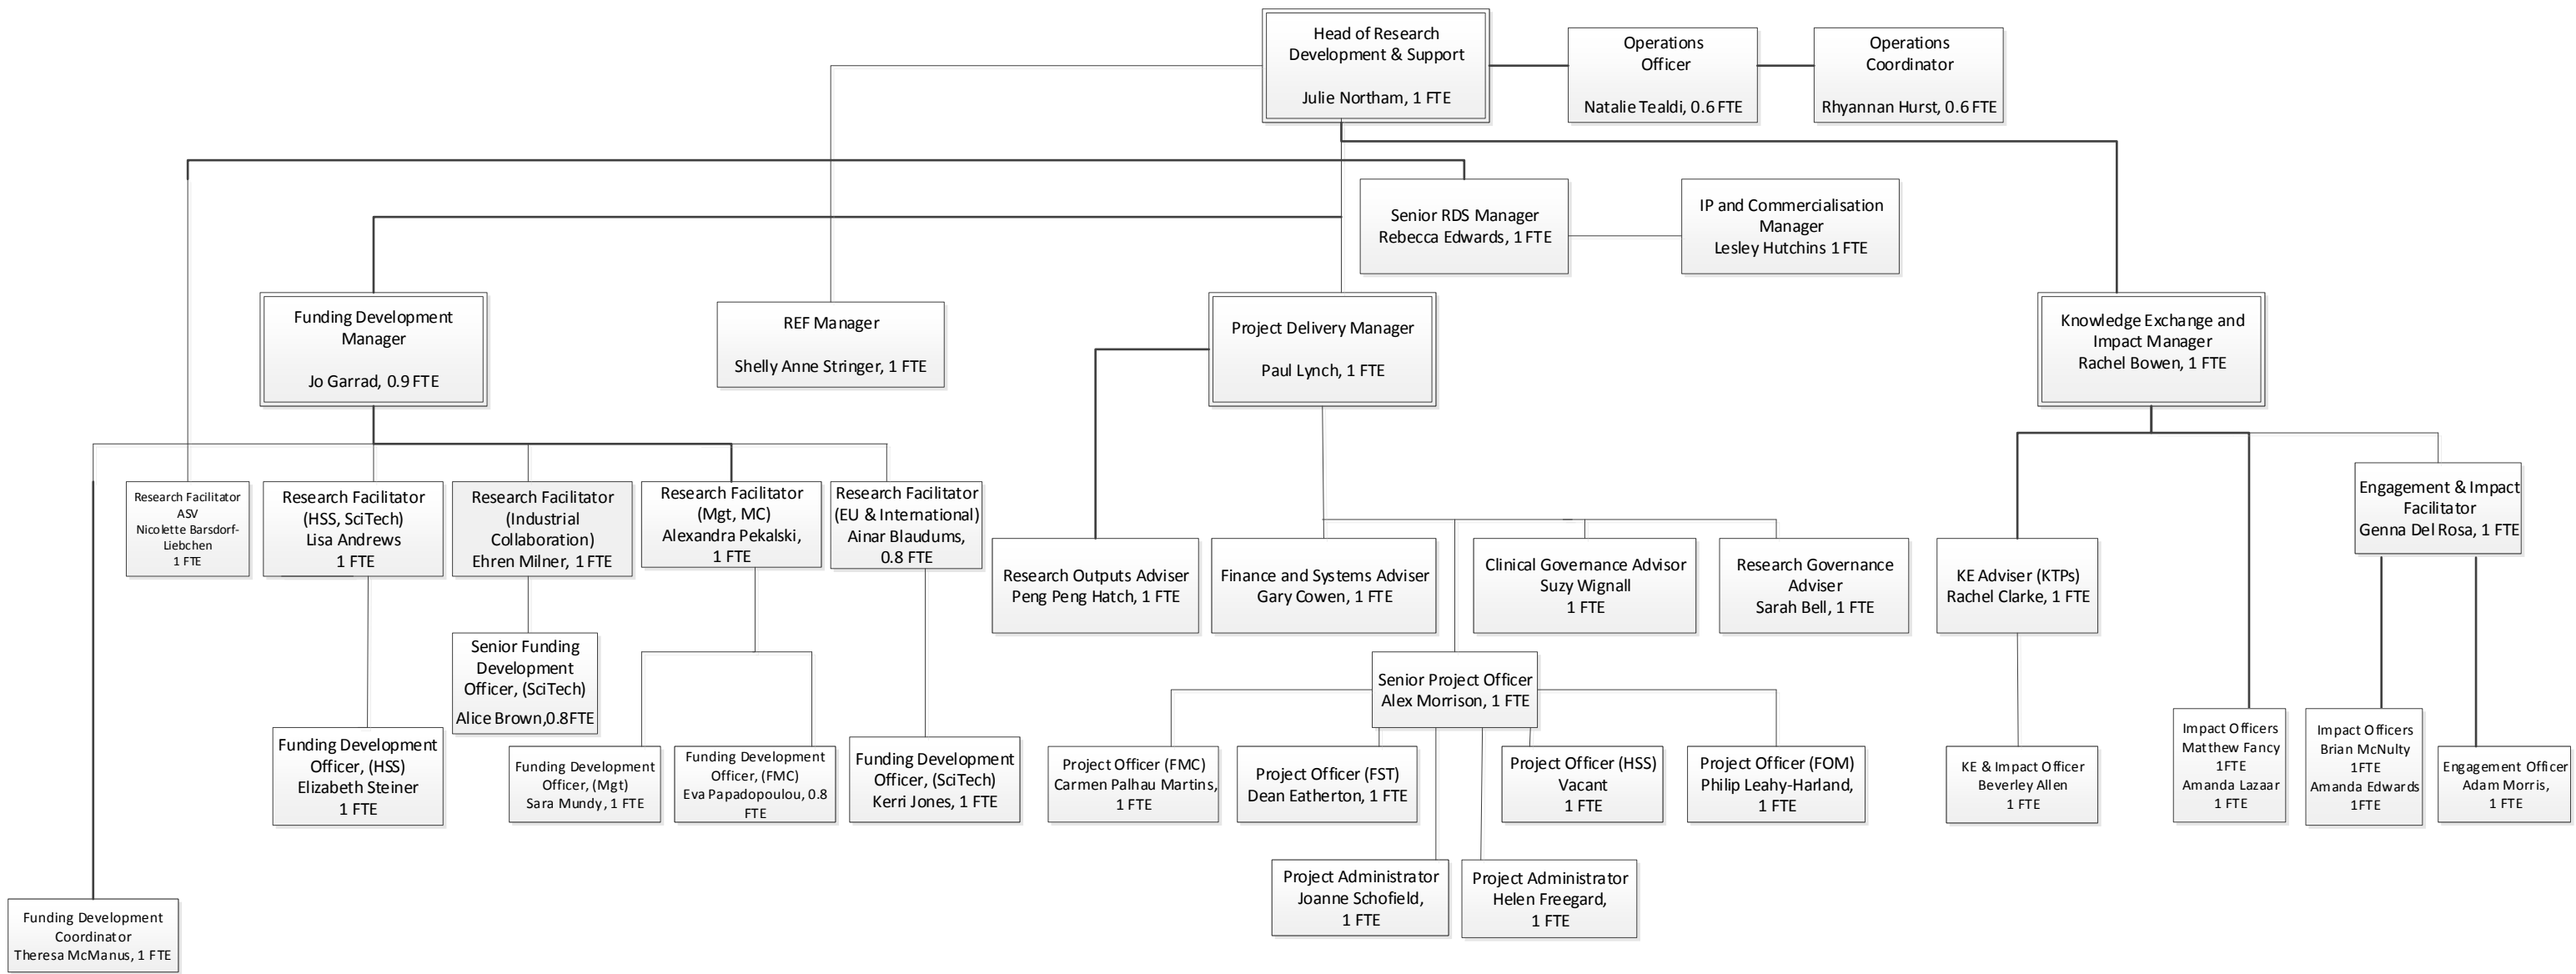 Head of Research
Development & Support
Julie Northam, 1 FTE
Operations
Officer
Natalie Tealdi, 0.6 FTE
Operations
Coordinator
Rhyannan Hurst, 0.6 FTE
Senior RDS Manager
Rebecca Edwards, 1 FTE
IP and Commercialisation
Manager
Lesley Hutchins 1 FTE
Funding Development
Manager
Jo Garrad, 0.9 FTE
REF Manager
Shelly Anne Stringer, 1 FTE
Project Delivery Manager
Paul Lynch, 1 FTE
Knowledge Exchange and
Impact Manager
Rachel Bowen, 1 FTE
Research Facilitator
ASV
Nicolette Barsdorf-
Liebchen
1 FTE
Research Facilitator
(HSS, SciTech)
Lisa Andrews
1 FTE
Research Facilitator
(Industrial
Collaboration)
Ehren Milner, 1 FTE
Research Facilitator
(Mgt, MC)
Alexandra Pekalski,
1 FTE
Research Facilitator
(EU & International)
Ainar Blaudums,
0.8 FTE
Research Outputs Adviser
Peng Peng Hatch, 1 FTE
Finance and Systems Adviser
Gary Cowen, 1 FTE
Clinical Governance Advisor
Suzy Wignall
1 FTE
Research Governance
Adviser
Sarah Bell, 1 FTE
KE Adviser (KTPs)
Rachel Clarke, 1 FTE
Engagement & Impact
Facilitator
Genna Del Rosa, 1 FTE
Senior Funding
Development
Officer, (SciTech)
Alice Brown,0.8FTE
Senior Project Officer
Alex Morrison, 1 FTE
Funding Development
Officer, (HSS)
Elizabeth Steiner
1 FTE
Funding Development
Officer, (Mgt)
Sara Mundy, 1 FTE
Funding Development
Officer, (FMC)
Eva Papadopoulou, 0.8
FTE
Funding Development
Officer, (SciTech)
Kerri Jones, 1 FTE
Project Officer (FMC)
Carmen Palhau Martins,
1 FTE
Project Officer (FST)
Dean Eatherton, 1 FTE
Project Officer (HSS)
Vacant
1 FTE
Project Officer (FOM)
Philip Leahy-Harland,
1 FTE
KE & Impact Officer
Beverley Allen
1 FTE
Impact Officers
Matthew Fancy
1FTE
Amanda Lazaar
1 FTE
Impact Officers
Brian McNulty
1FTE
Amanda Edwards
1FTE
Engagement Officer
Adam Morris,
1 FTE
Project Administrator
Joanne Schofield,
1 FTE
Project Administrator
Helen Freegard,
1 FTE
Funding Development
Coordinator
Theresa McManus, 1 FTE